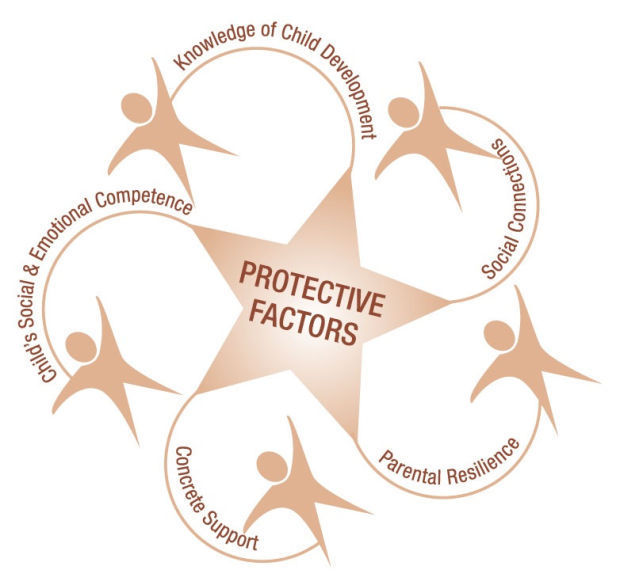 Knowledge of Child Development
Social Connections
Child's Social & Emotional Competence
PROTECTIVE
FACTORS
Parental Resilience
Concrete Support